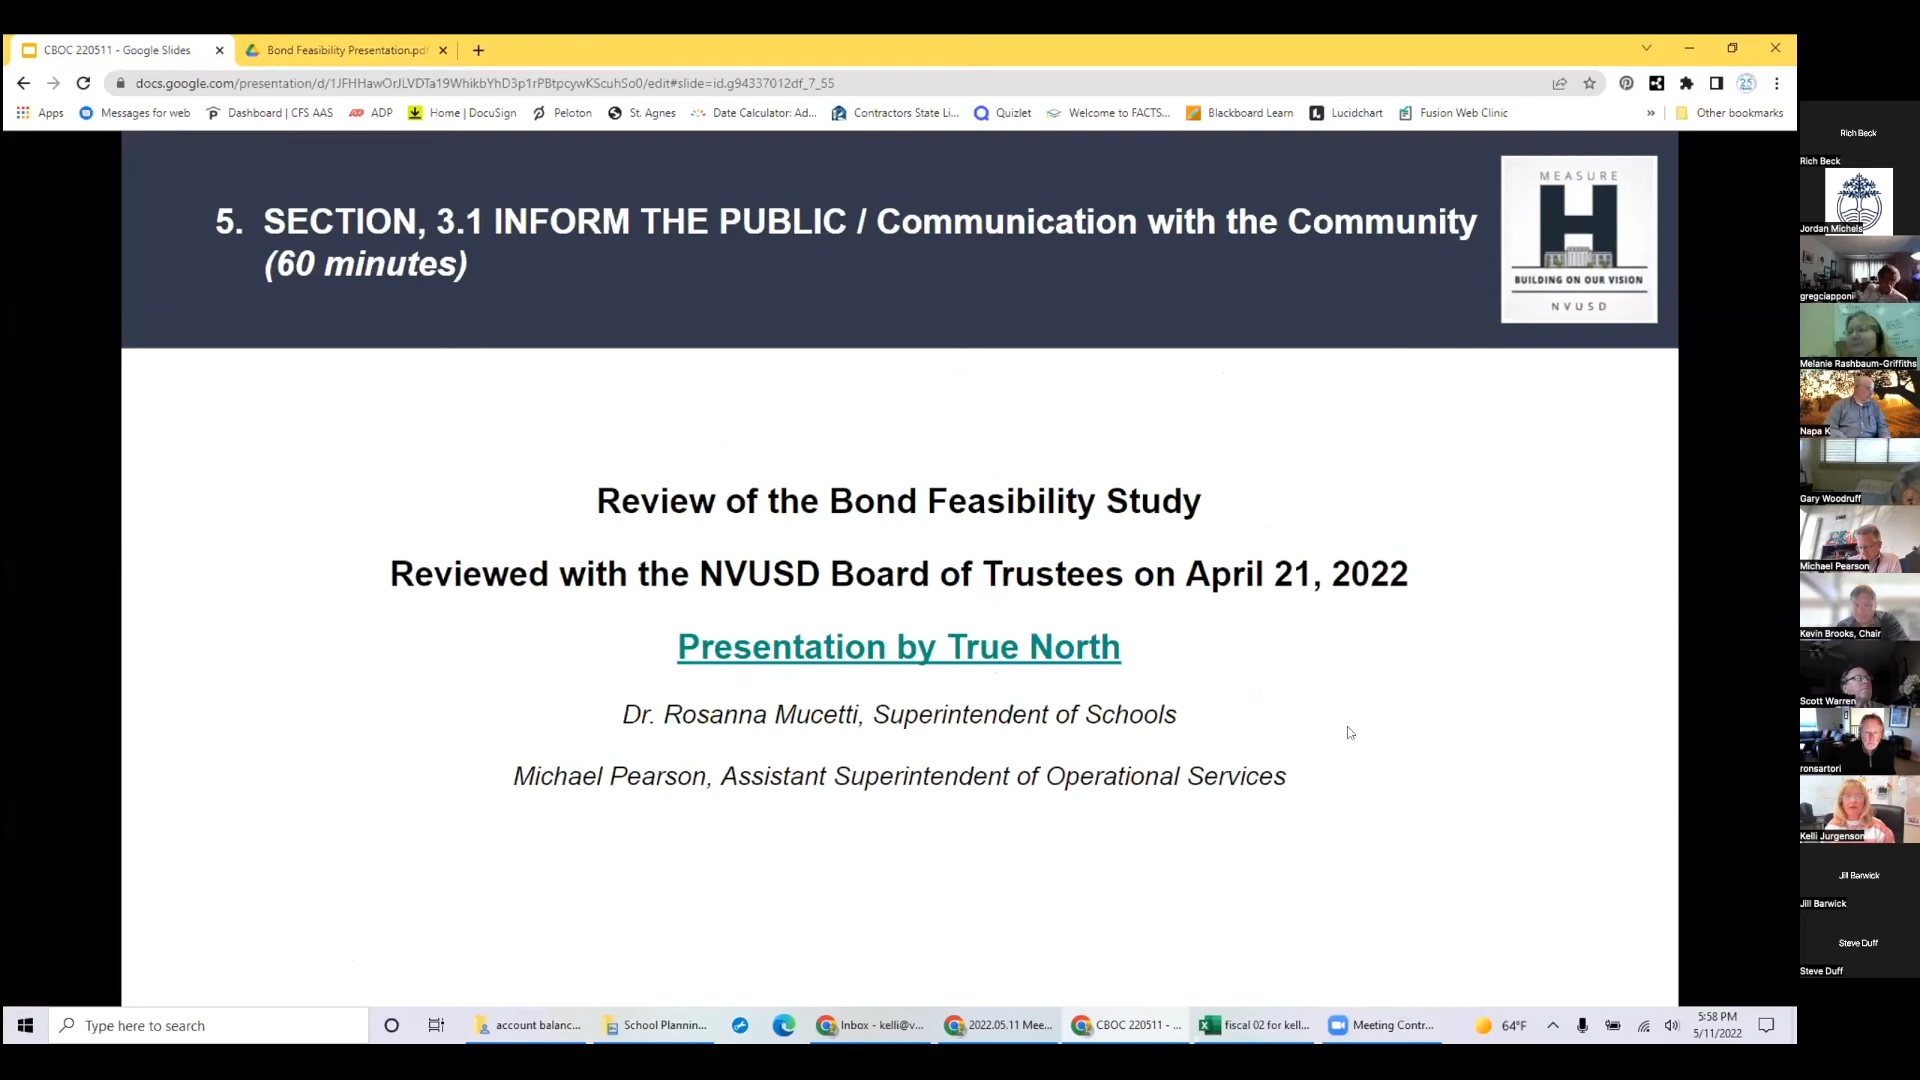 CBOC 220511 - Google Slides
Bond Feasibility Presentation.pdf
docs.google.com/presentation/d/1JFHHawOrJLVDTa19WhikbYhD3p1rPBtpcywKScuhSo0/edit#slide=id.g94337012df_7_55
Apps Messages for web Dashboard | CFS AAS ADP Home | DocuSign Peloton St. Agnes Date Calculator: Ad... Contractors State Li... Quizlet Welcome to FACTS... Blackboard Learn Lucidchart Fusion Web Clinic » Other bookmarks
5. SECTION, 3.1 INFORM THE PUBLIC / Communication with the Community
(60 minutes)
MEASURE
H
BUILDING ON OUR VISION
NVUSD
Review of the Bond Feasibility Study
Reviewed with the NVUSD Board of Trustees on April 21, 2022
Presentation by True North
Dr. Rosanna Mucetti, Superintendent of Schools
Michael Pearson, Assistant Superintendent of Operational Services
Rich Beck
Rich Beck
Jordan Michels
gregciapponi
Melanie Rashbaum-Griffiths
Napa K
Gary Woodruff
Michael Pearson
Kevin Brooks, Chair
Scott Warren
ronsartori
Kelli Jurgenson
Jill Barwick
Jill Barwick
Steve Duff
Steve Duff
Type here to search
account balanc...
School Plannin...
Inbox - kelli@v...
2022.05.11 Mee...
CBOC 220511 - ...
fiscal 02 for kell...
Meeting Contr...
64°F
5:58 PM
5/11/2022